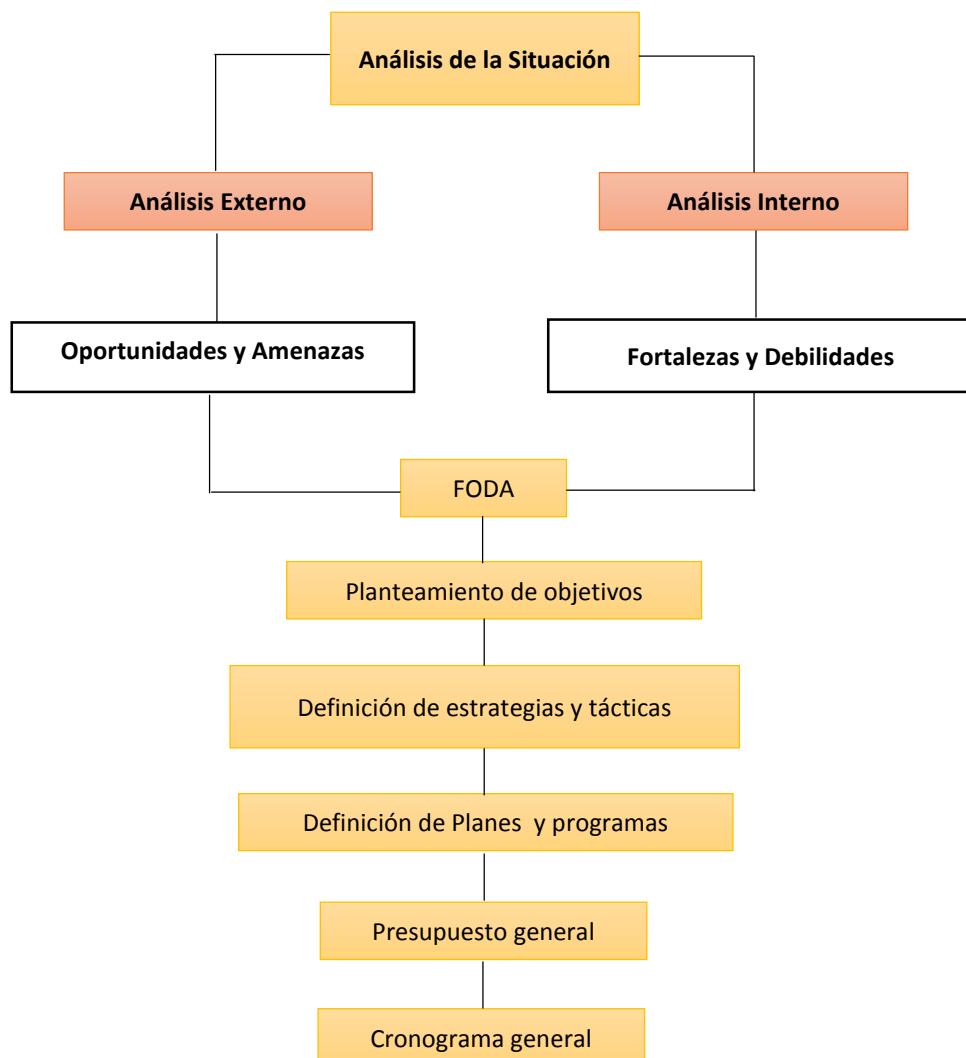 Análisis de la Situación
Análisis Externo
Análisis Interno
Oportunidades y Amenazas
Fortalezas y Debilidades
FODA
Planteamiento de objetivos
Definición de estrategias y tácticas
Definición de Planes  y programas
Presupuesto general
Cronograma general